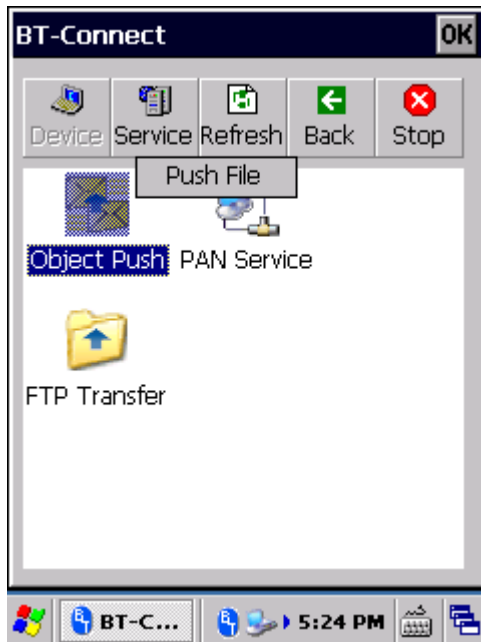 BT-Connect OK
Device Service Refresh Back Stop
Push File
Object Push PAN Service
FTP Transfer
BT-C... 5:24 PM